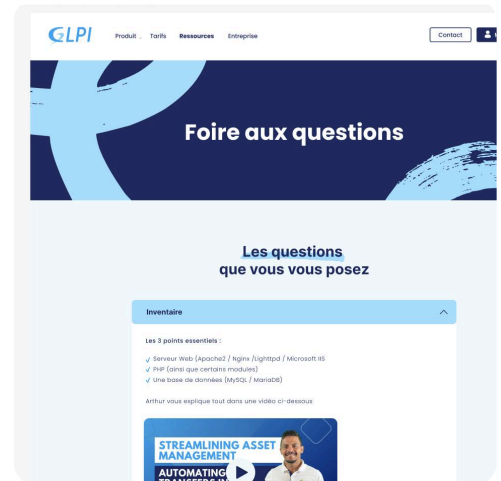 GLPI
Produit Tarifs Ressources Entreprise Contact
Foire aux questions
Les questions
que vous vous posez
Inventaire
Les 3 points essentiels :
Serveur Web (Apache2 / Nginx /Lighttpd / Microsoft IIS
PHP (ainsi que certains modules)
Une base de données (MySQL / MariaDB)
Arthur vous explique tout dans une vidéo ci-dessous
STREAMLINING ASSET
MANAGEMENT
AUTOMATING
TRANSFERS IN